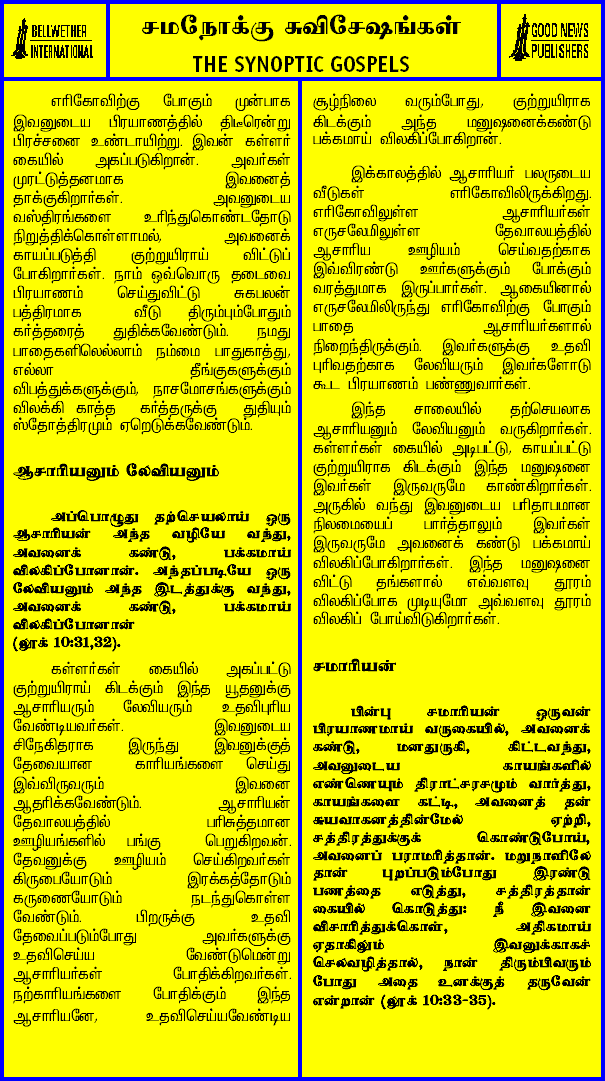 BELLWETHER
INTERNATIONAL
சமநோக்கு சுவிசேஷங்கள்
THE SYNOPTIC GOSPELS
GOOD NEWS
PUBLISHERS
எரிகோவிற்கு போகும் முன்பாக
இவனுடைய பிரயாணத்தில் திடீரென்று
பிரச்சனை உண்டாயிற்று. இவன் கள்ளர்
கையில் அகப்படுகிறான். அவர்கள்
முரட்டுத்தனமாக இவனைத்
தாக்குகிறார்கள். அவனுடைய
வஸ்திரங்களை உரிந்துகொண்டதோடு
நிறுத்திக்கொள்ளாமல், அவனைக்
காயப்படுத்தி குற்றுயிராய் விட்டுப்
போகிறார்கள். நாம் ஒவ்வொரு தடைவை
பிரயாணம் செய்துவிட்டு சுகபலன்
பத்திரமாக வீடு திரும்பும்போதும்
கர்த்தரைத் துதிக்கவேண்டும். நமது
பாதைகளிலெல்லாம் நம்மை பாதுகாத்து,
எல்லா தீங்குகளுக்கும்
விபத்துக்களுக்கும், நாசமோசங்களுக்கும்
விலக்கி காத்த கர்த்தருக்கு துதியும்
ஸ்தோத்திரமும் ஏறெடுக்கவேண்டும்.
ஆசாரியனும் லேவியனும்
அப்பொழுது தற்செயலாய் ஒரு
ஆசாரியன் அந்த வழியே வந்து,
அவனைக் கண்டு, பக்கமாய்
விலகிப்போனான். அந்தப்படியே ஒரு
லேவியனும் அந்த இடத்துக்கு வந்து,
அவனைக் கண்டு, பக்கமாய்
விலகிப்போனான்
(லூக் 10:31,32).
கள்ளர்கள் கையில் அகப்பட்டு
குற்றுயிராய் கிடக்கும் இந்த யூதனுக்கு
ஆசாரியரும் லேவியரும் உதவிபுரிய
வேண்டியவர்கள். இவனுடைய
சிநேகிதராக இருந்து இவனுக்குத்
தேவையான காரியங்களை செய்து
இவ்விருவரும் இவனை
ஆதரிக்கவேண்டும். ஆசாரியன்
தேவாலயத்தில் பரிசுத்தமான
ஊழியங்களில் பங்கு பெறுகிறவன்.
தேவனுக்கு ஊழியம் செய்கிறவர்கள்
கிருபையோடும் இரக்கத்தோடும்
கருணையோடும் நடந்துகொள்ள
வேண்டும். பிறருக்கு உதவி
தேவைப்படும்போது அவர்களுக்கு
உதவிசெய்ய வேண்டுமென்று
ஆசாரியர்கள் போதிக்கிறவர்கள்.
நற்காரியங்களை போதிக்கும் இந்த
ஆசாரியனே, உதவிசெய்யவேண்டிய
சூழ்நிலை வரும்போது, குற்றுயிராக
கிடக்கும் அந்த மனுஷனைக்கண்டு
பக்கமாய் விலகிப்போகிறான்.
இக்காலத்தில் ஆசாரியர் பலருடைய
வீடுகள் எரிகோவிலிருக்கிறது.
எரிகோவிலுள்ள ஆசாரியர்கள்
எருசலேமிலுள்ள தேவாலயத்தில்
ஆசாரிய ஊழியம் செய்வதற்காக
இவ்விரண்டு ஊர்களுக்கும் போக்கும்
வரத்துமாக இருப்பார்கள். ஆகையினால்
எருசலேமிலிருந்து எரிகோவிற்கு போகும்
பாதை ஆசாரியர்களால்
நிறைந்திருக்கும். இவர்களுக்கு உதவி
புரிவதற்காக லேவியரும் இவர்களோடு
கூட பிரயாணம் பண்ணுவார்கள்.
இந்த சாலையில் தற்செயலாக
ஆசாரியனும் லேவியனும் வருகிறார்கள்.
கள்ளர்கள் கையில் அடிபட்டு, காயப்பட்டு
குற்றுயிராக கிடக்கும் இந்த மனுஷனை
இவர்கள் இருவருமே காண்கிறார்கள்.
அருகில் வந்து இவனுடைய பரிதாபமான
நிலமையைப் பார்த்தாலும் இவர்கள்
இருவருமே அவனைக் கண்டு பக்கமாய்
விலகிப்போகிறார்கள். இந்த மனுஷனை
விட்டு தங்களால் எவ்வளவு தூரம்
விலகிப்போக முடியுமோ அவ்வளவு தூரம்
விலகிப் போய்விடுகிறார்கள்.
சமாரியன்
பின்பு சமாரியன் ஒருவன்
பிரயாணமாய் வருகையில், அவனைக்
கண்டு, மனதுருகி, கிட்டவந்து,
அவனுடைய காயங்களில்
எண்ணெயும் திராட்சரசமும் வார்த்து,
காயங்களை கட்டி, அவனைத் தன்
சுயவாகனத்தின்மேல் ஏற்றி,
சத்திரத்துக்குக் கொண்டுபோய்,
அவனைப் பராமரித்தான். மறுநாளிலே
தான் புறப்படும்போது இரண்டு
பணத்தை எடுத்து, சத்திரத்தான்
கையில் கொடுத்து: நீ இவனை
விசாரித்துக்கொள், அதிகமாய்
ஏதாகிலும் இவனுக்காகச்
செலவழித்தால், நான் திரும்பிவரும்
போது அதை உனக்குத் தருவேன்
என்றான் (லூக் 10:33-35).